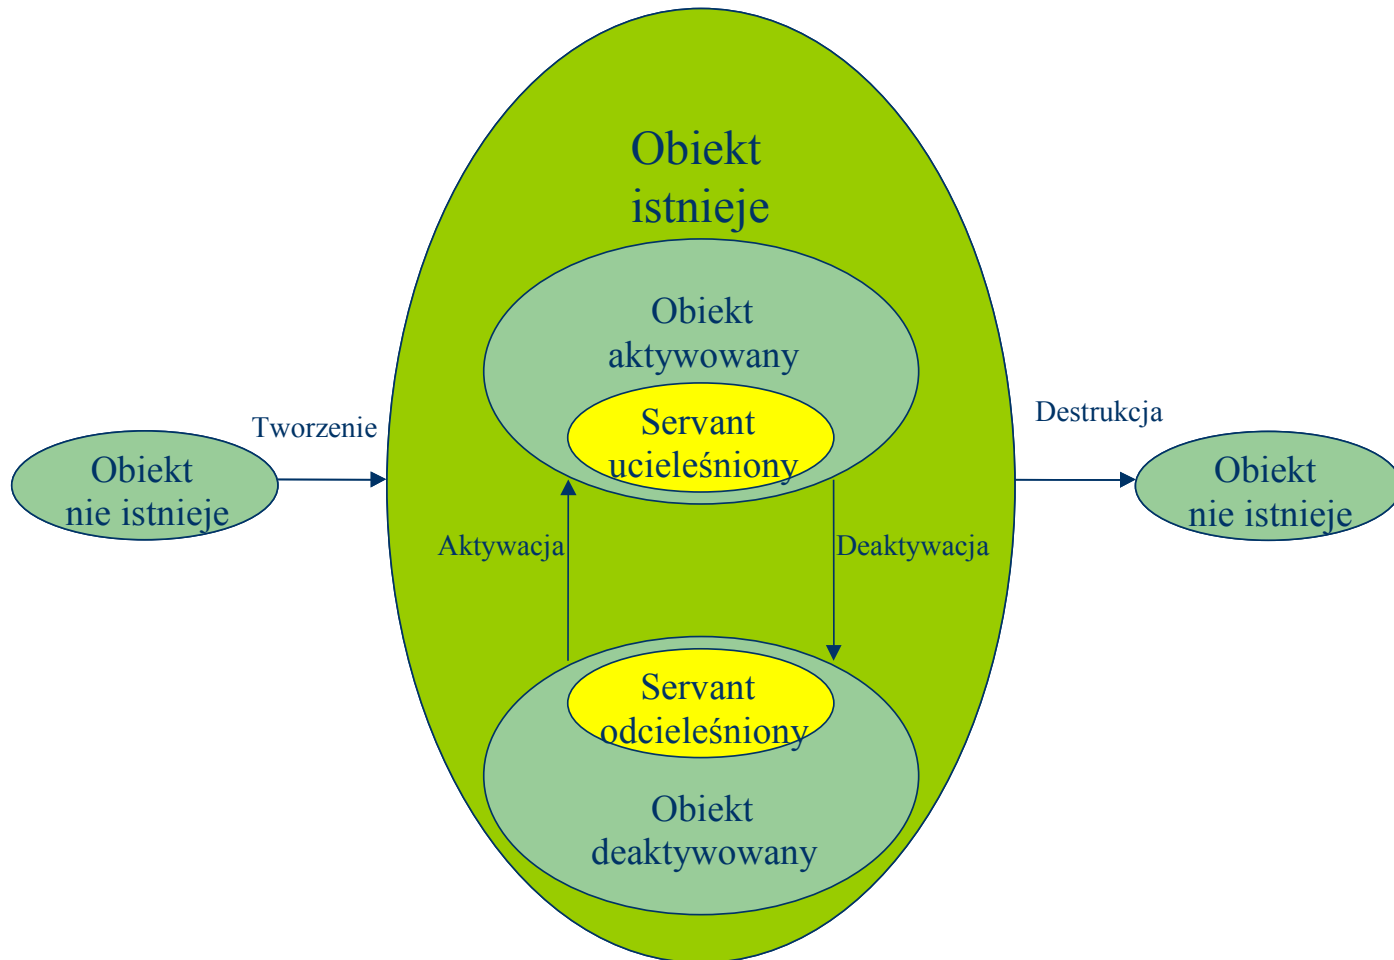 Obiekt
istnieje
Obiekt
aktywowany
Servant
ucieleśniony
Tworzenie
Obiekt
nie istnieje
Destrukcja
Obiekt
nie istnieje
Aktywacja
Deaktywacja
Servant
odcieleśniony
Obiekt
deaktywowany